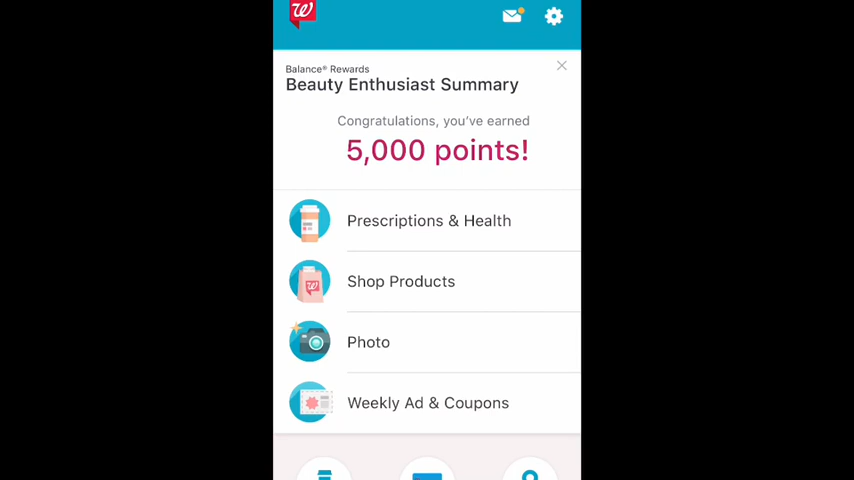 Balance® Rewards
Beauty Enthusiast Summary
Congratulations, you've earned
5,000 points!
Prescriptions & Health
Shop Products
Photo
Weekly Ad & Coupons